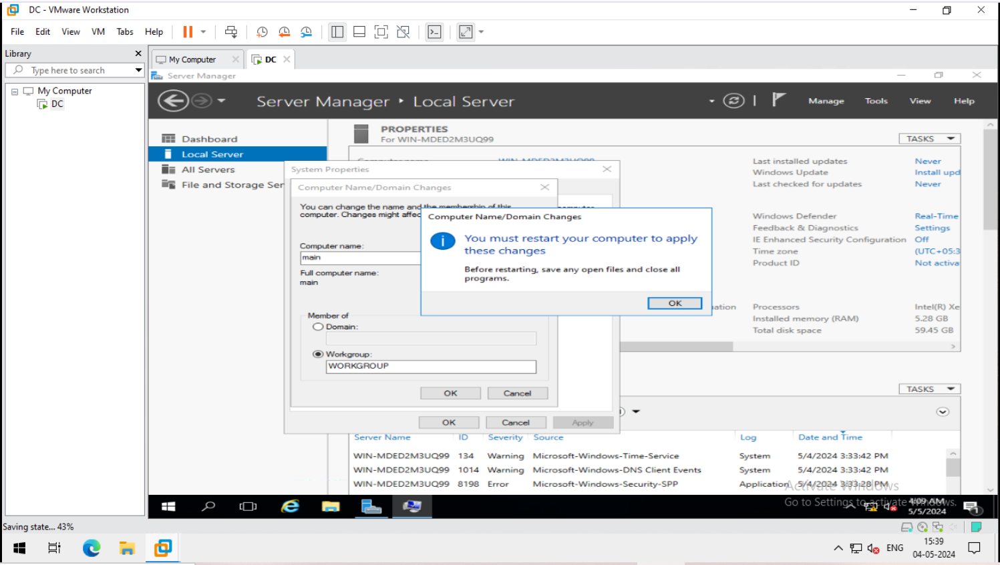 DC - VMware Workstation
File Edit View VM Tabs Help
Library
Type here to search
My Computer
DC
My Computer
DC
Server Manager
Server Manager ‣ Local Server
Manage Tools View Help
Dashboard
Local Server
All Servers
File and Storage Ser
PROPERTIES
For WIN-MDED2M3UQ99
TASKS
Last installed updates Never
Windows Update Install upd
Last checked for updates Never
Windows Defender Real-Time
Feedback & Diagnostics Settings
IE Enhanced Security Configuration Off
Time zone (UTC+05:3
Product ID Not activa
ation Processors Intel(R) Xe
Installed memory (RAM) 5.28 GB
Total disk space 59.45 GB
System Properties
Computer Name/Domain Changes
You can change the name and the membership of this
computer. Changes might affec
Computer name:
main
Full computer name:
main
Member of
Domain:
Workgroup:
WORKGROUP
OK Cancel
OK Cancel Apply
Computer Name/Domain Changes
i
You must restart your computer to apply
these changes
Before restarting, save any open files and close all
programs.
OK
TASKS
Server Name ID Severity Source Log Date and Time
WIN-MDED2M3UQ99 134 Warning Microsoft-Windows-Time-Service System 5/4/2024 3:33:42 PM
WIN-MDED2M3UQ99 1014 Warning Microsoft-Windows-DNS Client Events System 5/4/2024 3:33:42 PM
WIN-MDED2M3UQ99 8198 Error Microsoft-Windows-Security-SPP Application 5/4/2024 3:33:28 PM
Activate Windows
Go to Settings to activate Windows.
4:09 AM
5/5/2024
1
Saving state... 43%
ENG
15:39
04-05-2024